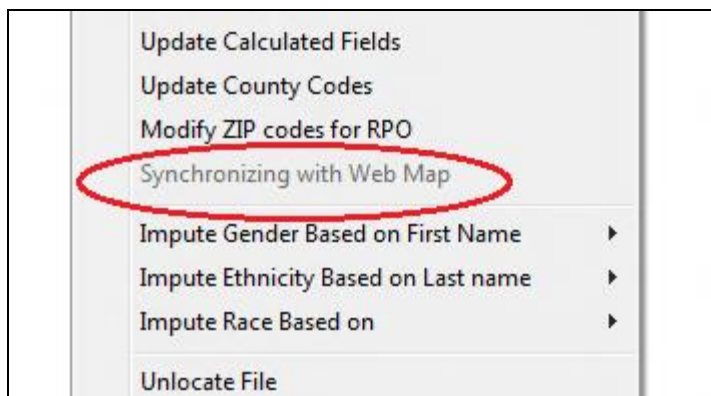 Update Calculated Fields
Update County Codes
Modify ZIP codes for RPO
Synchronizing with Web Map
Impute Gender Based on First Name
Impute Ethnicity Based on Last name
Impute Race Based on
Unlocate File